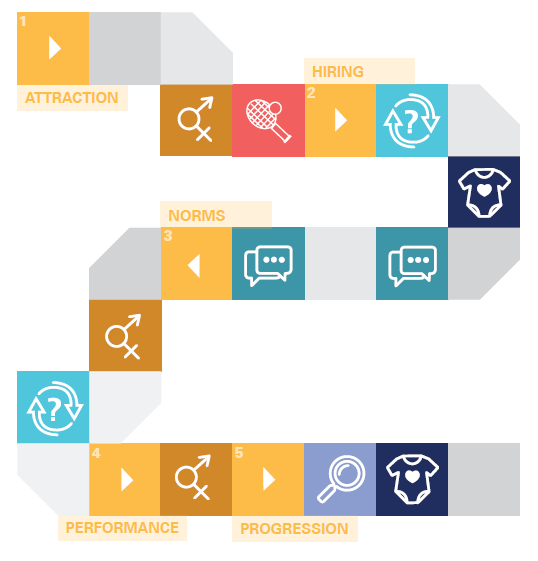 1
ATTRACTION
HIRING
2
?
NORMS
3
?
4
5
PERFORMANCE
PROGRESSION